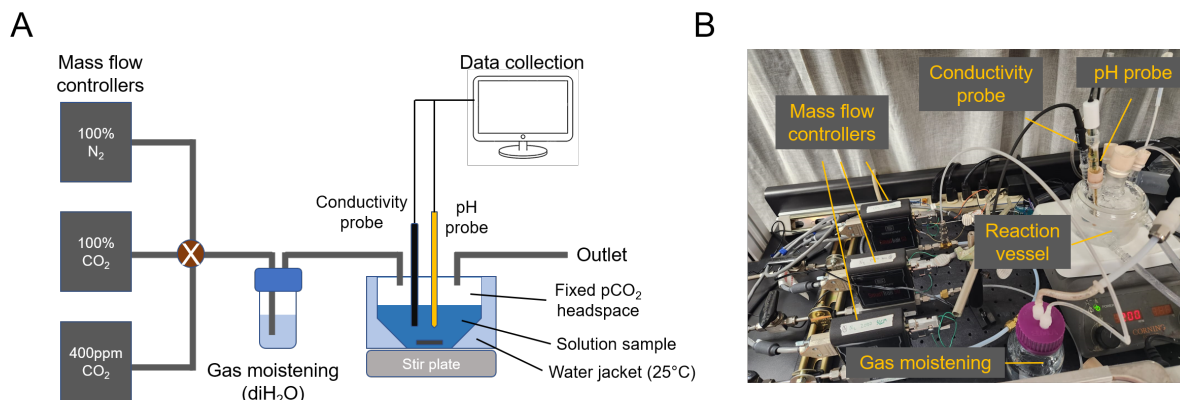 A
B
Mass flow
controllers
100%
N₂
100%
CO₂
400ppm
CO₂
Gas moistening
(diH₂O)
Conductivity
probe
pH
probe
Data collection
Outlet
Fixed pCO₂
headspace
Solution sample
Water jacket (25°C)
Stir plate
Conductivity
probe
pH probe
Mass flow
controllers
Reaction
vessel
Gas moistening